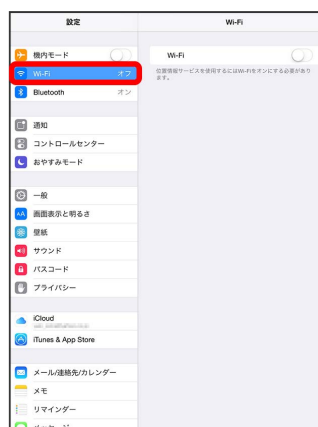 設定
Wi-Fi
機内モード
Wi-Fi オフ
Bluetooth オン
通知
コントロールセンター
おやすみモード
一般
画面表示と明るさ
壁紙
サウンド
パスコード
プライバシー
iCloud
iTunes & App Store
メール/連絡先/カレンダー
メモ
リマインダー
Wi-Fi
位置情報サービスを使用するにはWi-Fiをオンにする必要があり
ます。